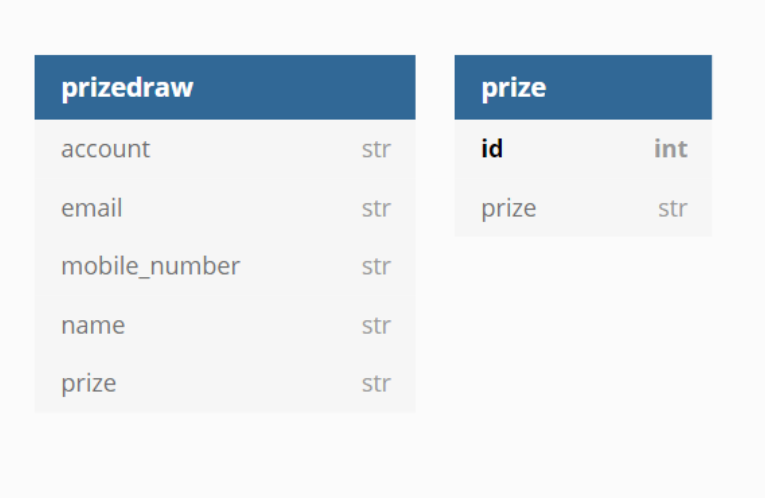 prizedraw
account str
email str
mobile_number str
name str
prize str
prize
id int
prize str